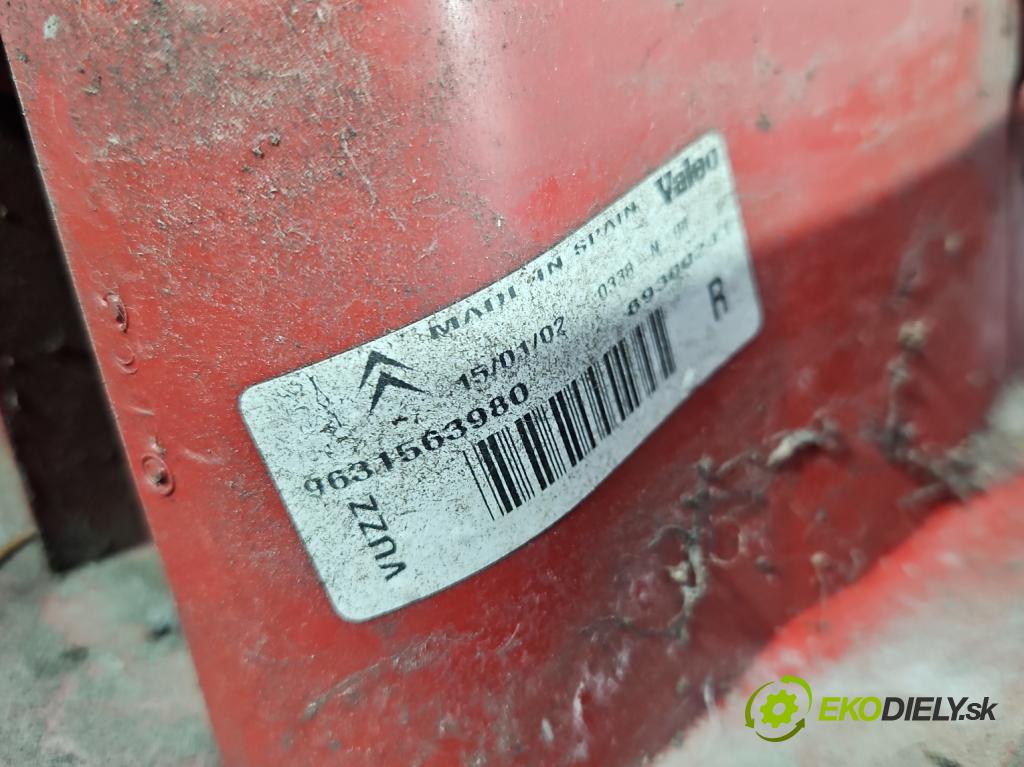 Valeo
MADE IN SPAIN
15/01/02
9631563980
R
VUZZ
EKODIELY.sk